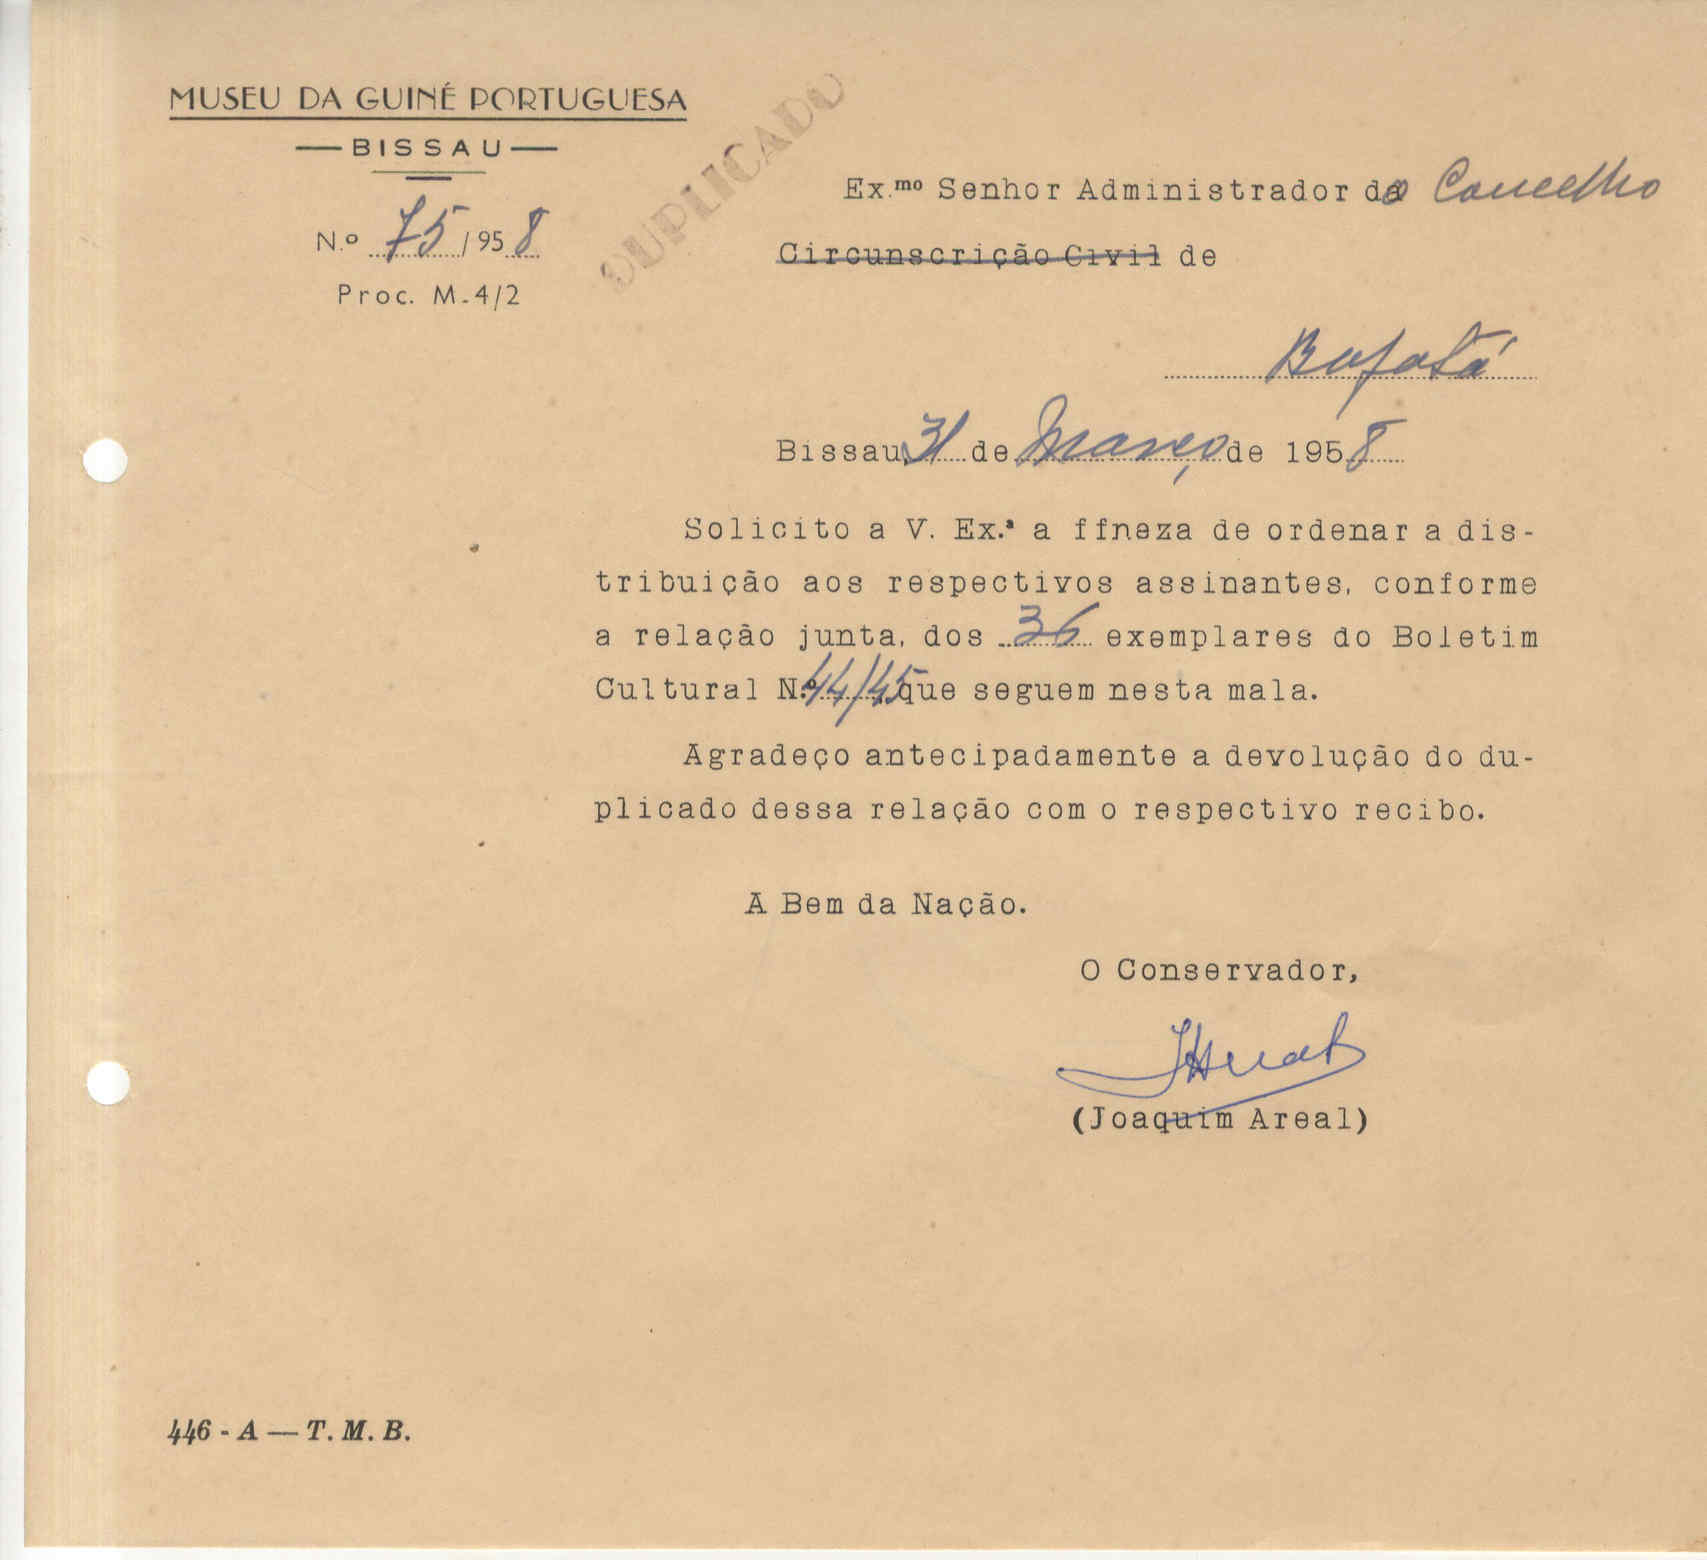 MUSEU DA GUINÉ PORTUGUESA
BISSAU
N.º 75/958
Proc. M-4/2
DUPLICADO
Ex.mo Senhor Administrador do Concelho
Circunscrição Civil de
Bafatá
Bissau 31 de Março de 1958
Solicito a V. Ex.ª a ffneza de ordenar a dis-
tribuição aos respectivos assinantes, conforme
a relação junta, dos 36 exemplares do Boletim
Cultural N.º 44/45 que seguem nesta mala.
Agradeço antecipadamente a devolução do du-
plicado dessa relação com o respectivo recibo.
A Bem da Nação.
O Conservador,
JAreal
(Joaquim Areal)
446 - A — T. M. B.